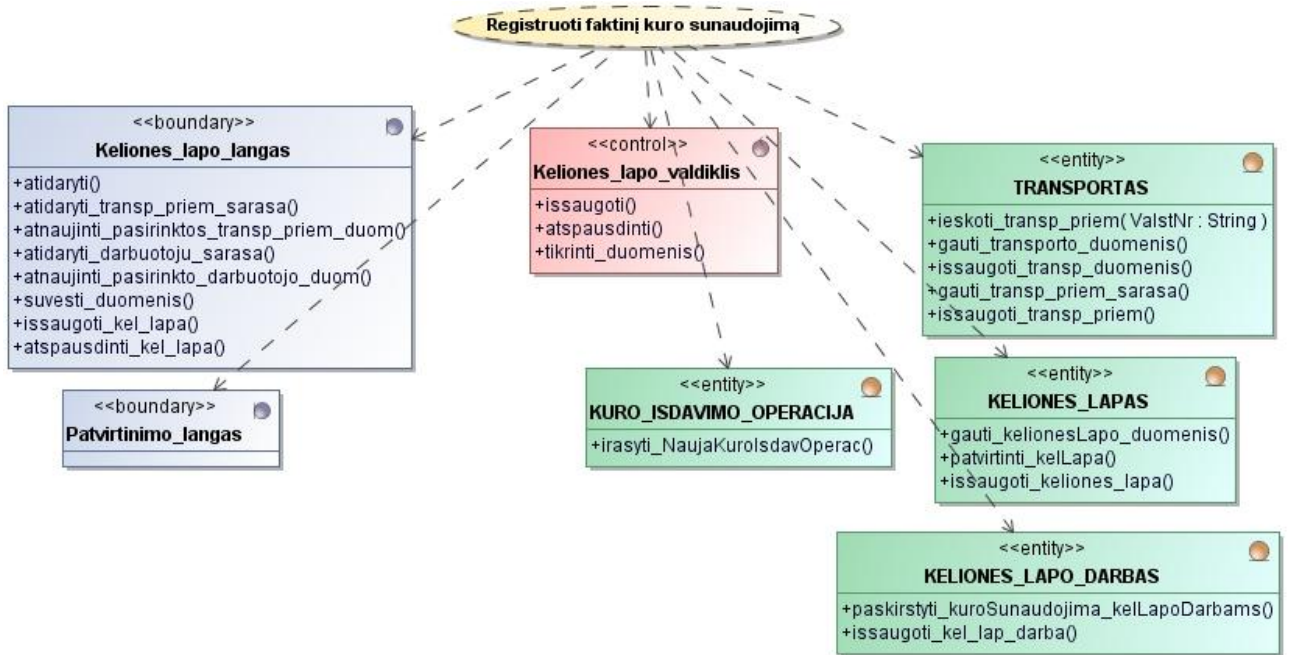 Registruoti faktinį kuro sunaudojimą
<<boundary>>
Keliones_lapo_langas
+atidaryti()
+atidaryti_transp_priem_sarasa()
+atnaujinti_pasirinktos_transp_priem_duom()
+atidaryti_darbuotoju_sarasa()
+atnaujinti_pasirinkto_darbuotojo_duom()
+suvesti_duomenis()
+issaugoti_kel_lapa()
+atspausdinti_kel_lapa()
<<boundary>>
Patvirtinimo_langas
<<control>>
Keliones_lapo_valdiklis
+issaugoti()
+atspausdinti()
+tikrinti_duomenis()
<<entity>>
KURO_ISDAVIMO_OPERACIJA
+irasyti_NaujaKuroIsdavOperac()
<<entity>>
TRANSPORTAS
+ieskoti_transp_priem( ValstNr : String )
+gauti_transporto_duomenis()
+issaugoti_transp_duomenis()
+gauti_transp_priem_sarasa()
+issaugoti_transp_priem()
<<entity>>
KELIONES_LAPAS
+gauti_kelionesLapo_duomenis()
+patvirtinti_kelLapa()
+issaugoti_keliones_lapa()
<<entity>>
KELIONES_LAPO_DARBAS
+paskirstyti_kuroSunaudojima_kelLapoDarbams()
+issaugoti_kel_lap_darba()